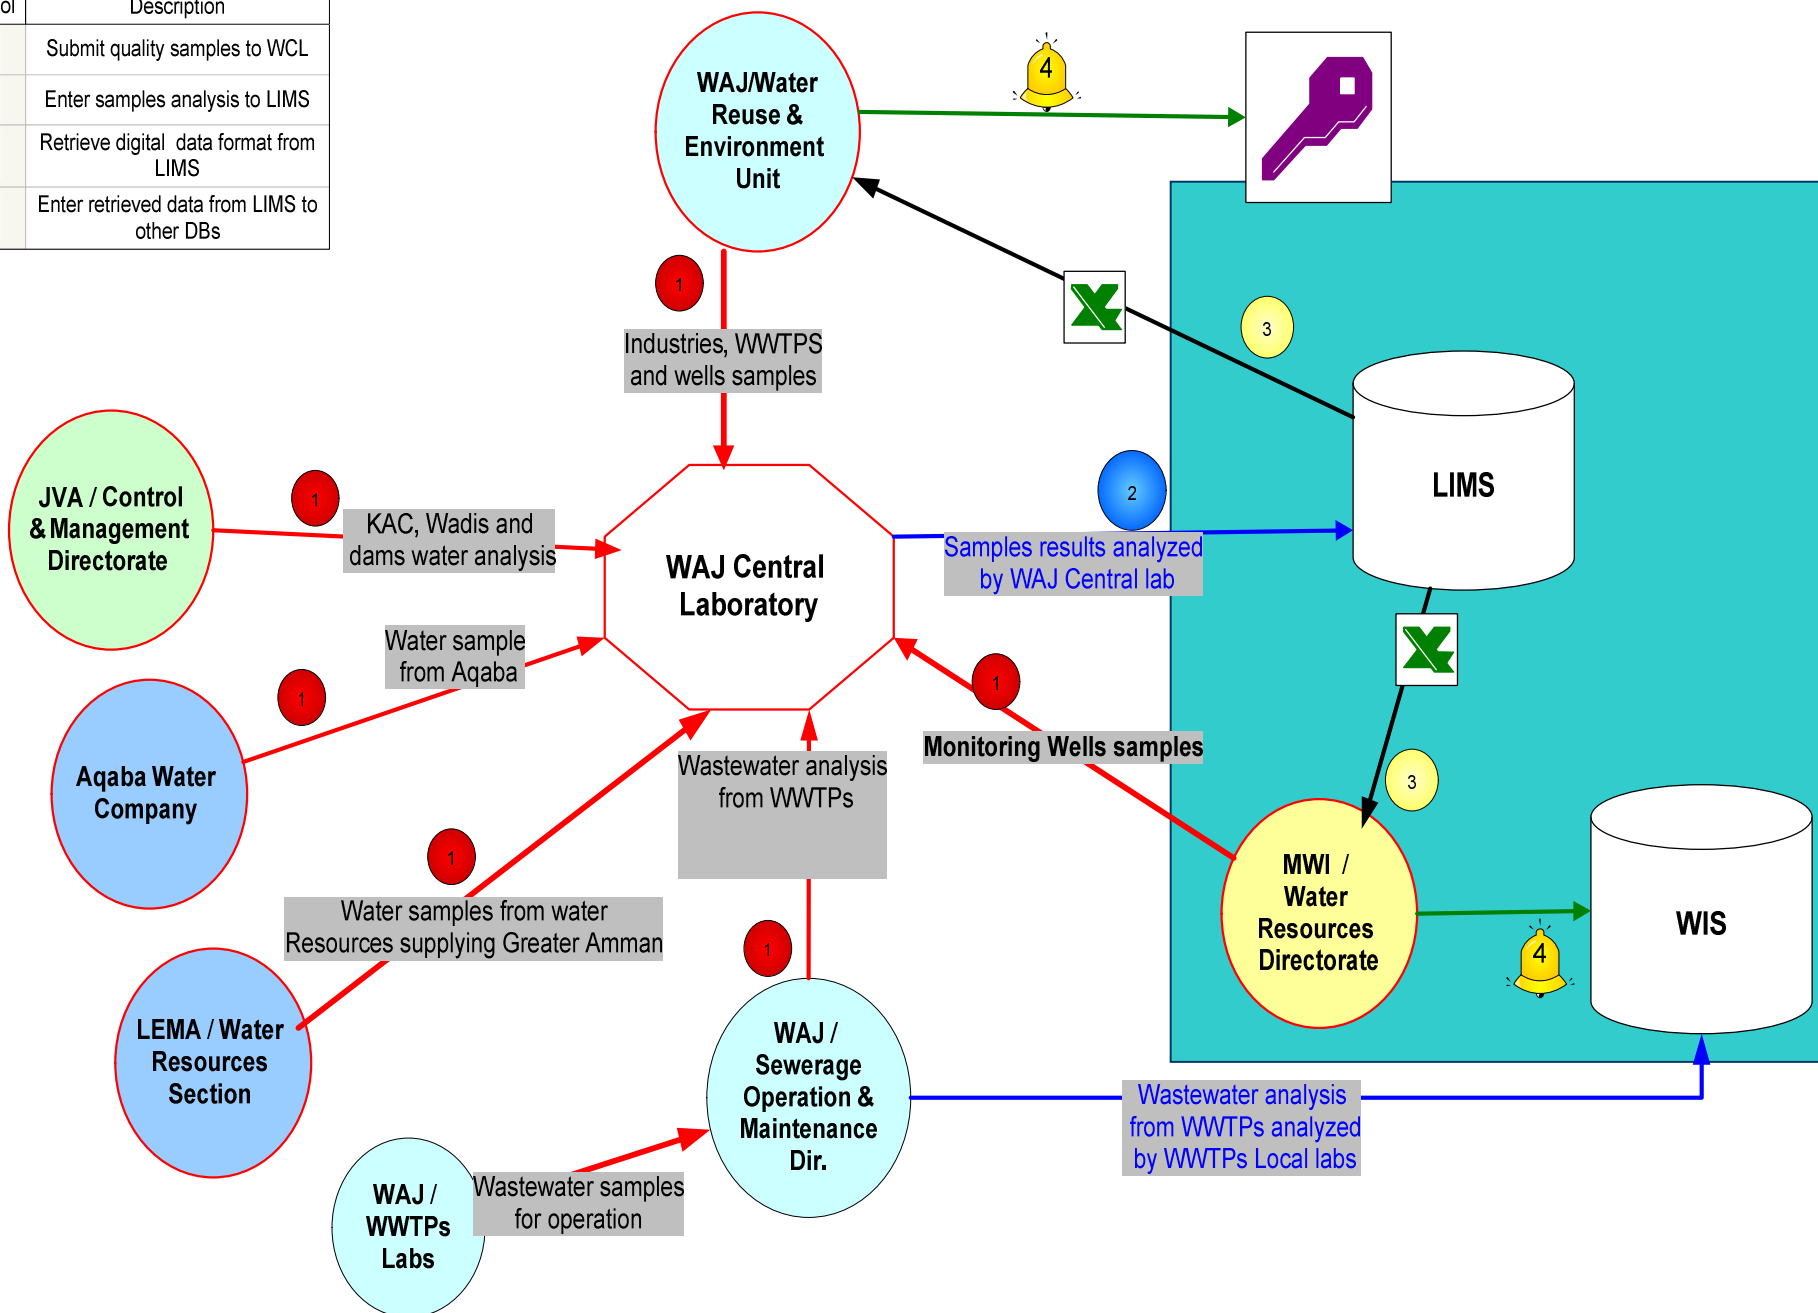 ol
Description
Submit quality samples to WCL
Enter samples analysis to LIMS
Retrieve digital data format from
LIMS
Enter retrieved data from LIMS to
other DBs
WAJ/Water
Reuse &
Environment
Unit
4
1
Industries, WWTPS
and wells samples
3
LIMS
JVA / Control
& Management
Directorate
1
KAC, Wadis and
dams water analysis
WAJ Central
Laboratory
2
Samples results analyzed
by WAJ Central lab
Water sample
from Aqaba
1
Aqaba Water
Company
1
Monitoring Wells samples
Wastewater analysis
from WWTPs
3
MWI /
Water
Resources
Directorate
WIS
4
1
Water samples from water
Resources supplying Greater Amman
LEMA / Water
Resources
Section
1
WAJ /
Sewerage
Operation &
Maintenance
Dir.
Wastewater analysis
from WWTPs analyzed
by WWTPs Local labs
WAJ /
WWTPs
Labs
Wastewater samples
for operation